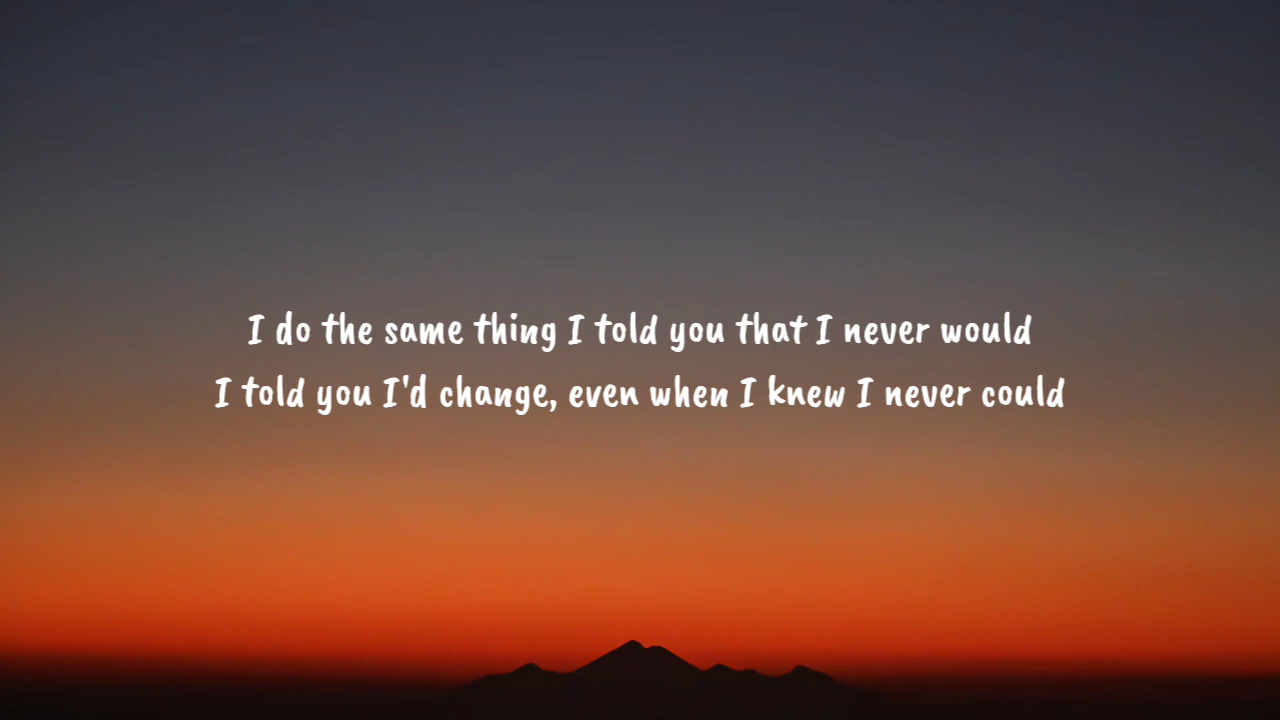 I do the same thing I told you that I never would
I told you I'd change, even when I knew I never could